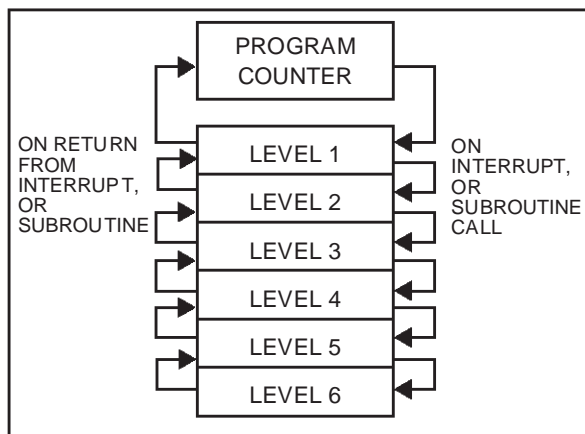 PROGRAM
COUNTER
ON RETURN
FROM
INTERRUPT,
OR
SUBROUTINE
LEVEL 1
LEVEL 2
LEVEL 3
LEVEL 4
LEVEL 5
LEVEL 6
ON
INTERRUPT,
OR
SUBROUTINE
CALL